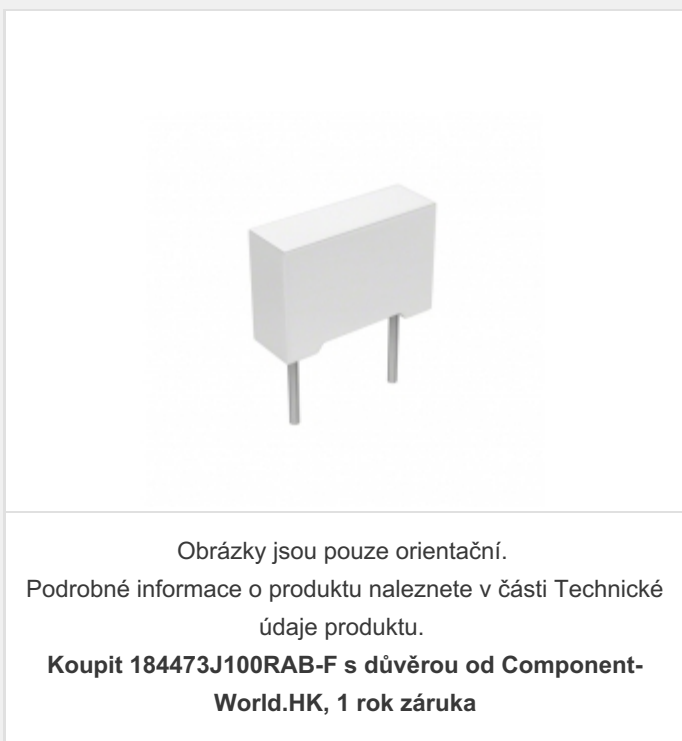 Obrázky jsou pouze orientační.
Podrobné informace o produktu naleznete v části Technické
údaje produktu.
Koupit 184473J100RAB-F s důvěrou od Component-
World.HK, 1 rok záruka